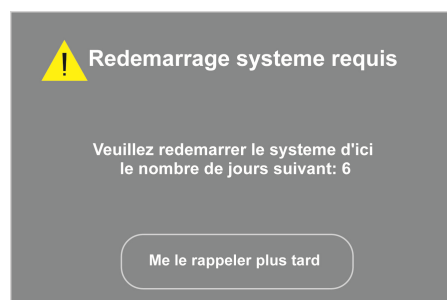 Redemarrage systeme requis
Veuillez redemarrer le systeme d'ici
le nombre de jours suivant: 6
Me le rappeler plus tard